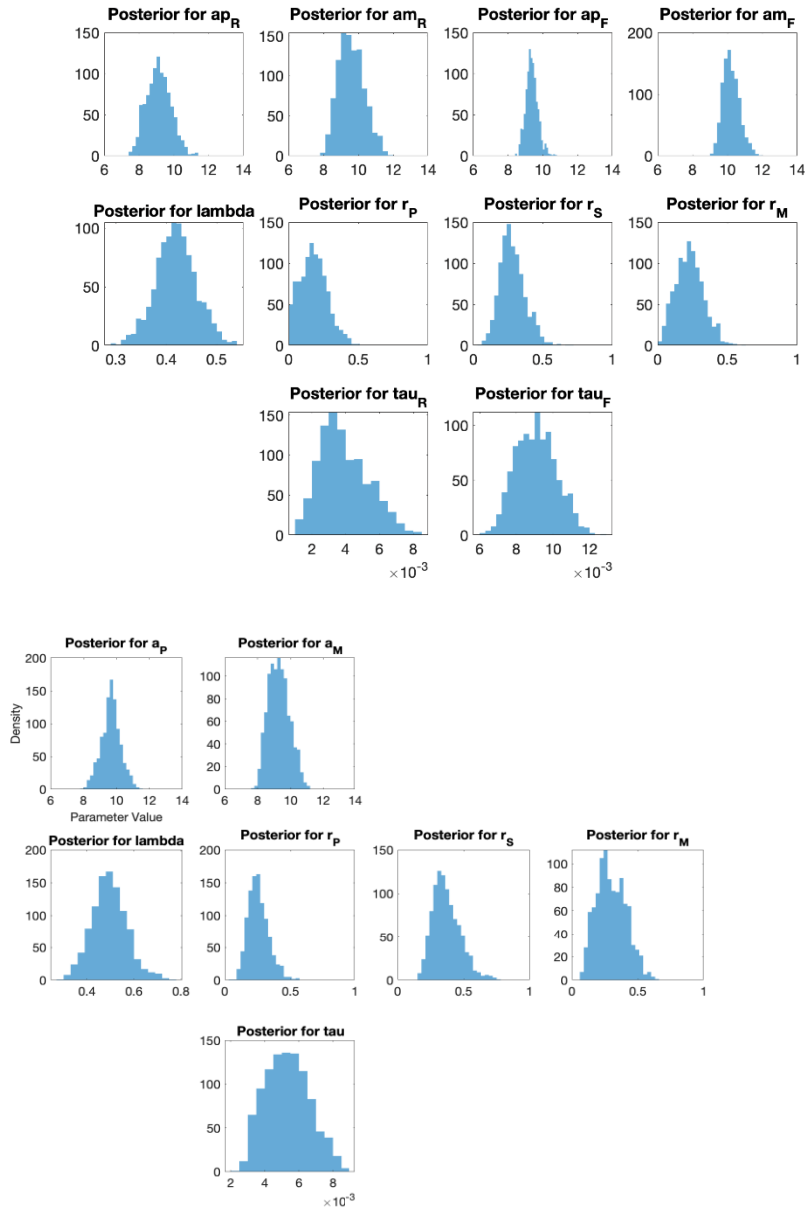 Posterior for ap_R Posterior for am_R Posterior for ap_F Posterior for am_F
150 150 150 200
100 100 100
100
50 50 50
0 0 0 0
6 8 10 12 14 6 8 10 12 14 6 8 10 12 14 6 8 10 12 14
Posterior for lambda Posterior for r_P Posterior for r_S Posterior for r_M
100 150 150 150
100 100 100
50
50 50 50
0 0 0 0
0.3 0.4 0.5 0 0.5 1 0 0.5 1 0 0.5 1
Posterior for tau_R Posterior for tau_F
150
100 100
50 50
0 0
2 4 6 8 6 8 10 12
×10^-3 ×10^-3
Posterior for a_P Posterior for a_M
200
100
150 80
100 60
40
50 20
0 0
6 8 10 12 14 6 8 10 12 14
Density
Parameter Value
Posterior for lambda Posterior for r_P Posterior for r_S Posterior for r_M
200 200 150
100
150 150 100 80
100 100 60
50 40
50 50 20
0 0 0 0
0.4 0.6 0.8 0 0.5 1 0 0.5 1 0 0.5 1
Posterior for tau
150
100
50
0
2 4 6 8
×10^-3